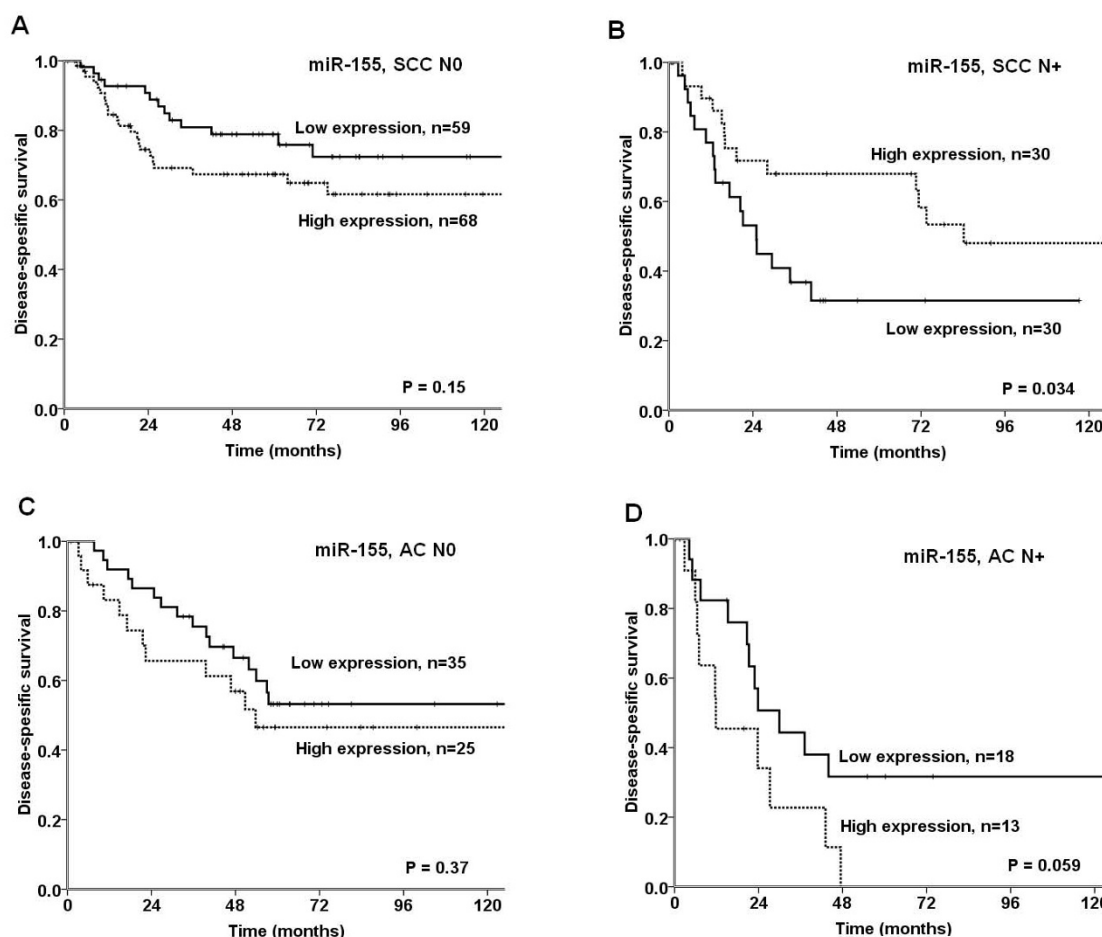 A
miR-155, SCC N0
1.0
0.8
0.6
0.4
0.2
0.0
Disease-spesific survival
Low expression, n=59
High expression, n=68
P = 0.15
0 24 48 72 96 120
Time (months)
B
miR-155, SCC N+
1.0
0.8
0.6
0.4
0.2
0.0
Disease-spesific survival
High expression, n=30
Low expression, n=30
P = 0.034
0 24 48 72 96 120
Time (months)
C
miR-155, AC N0
1.0
0.8
0.6
0.4
0.2
0.0
Disease-spesific survival
Low expression, n=35
High expression, n=25
P = 0.37
0 24 48 72 96 120
Time (months)
D
miR-155, AC N+
1.0
0.8
0.6
0.4
0.2
0.0
Disease-spesific survival
Low expression, n=18
High expression, n=13
P = 0.059
0 24 48 72 96 120
Time (months)